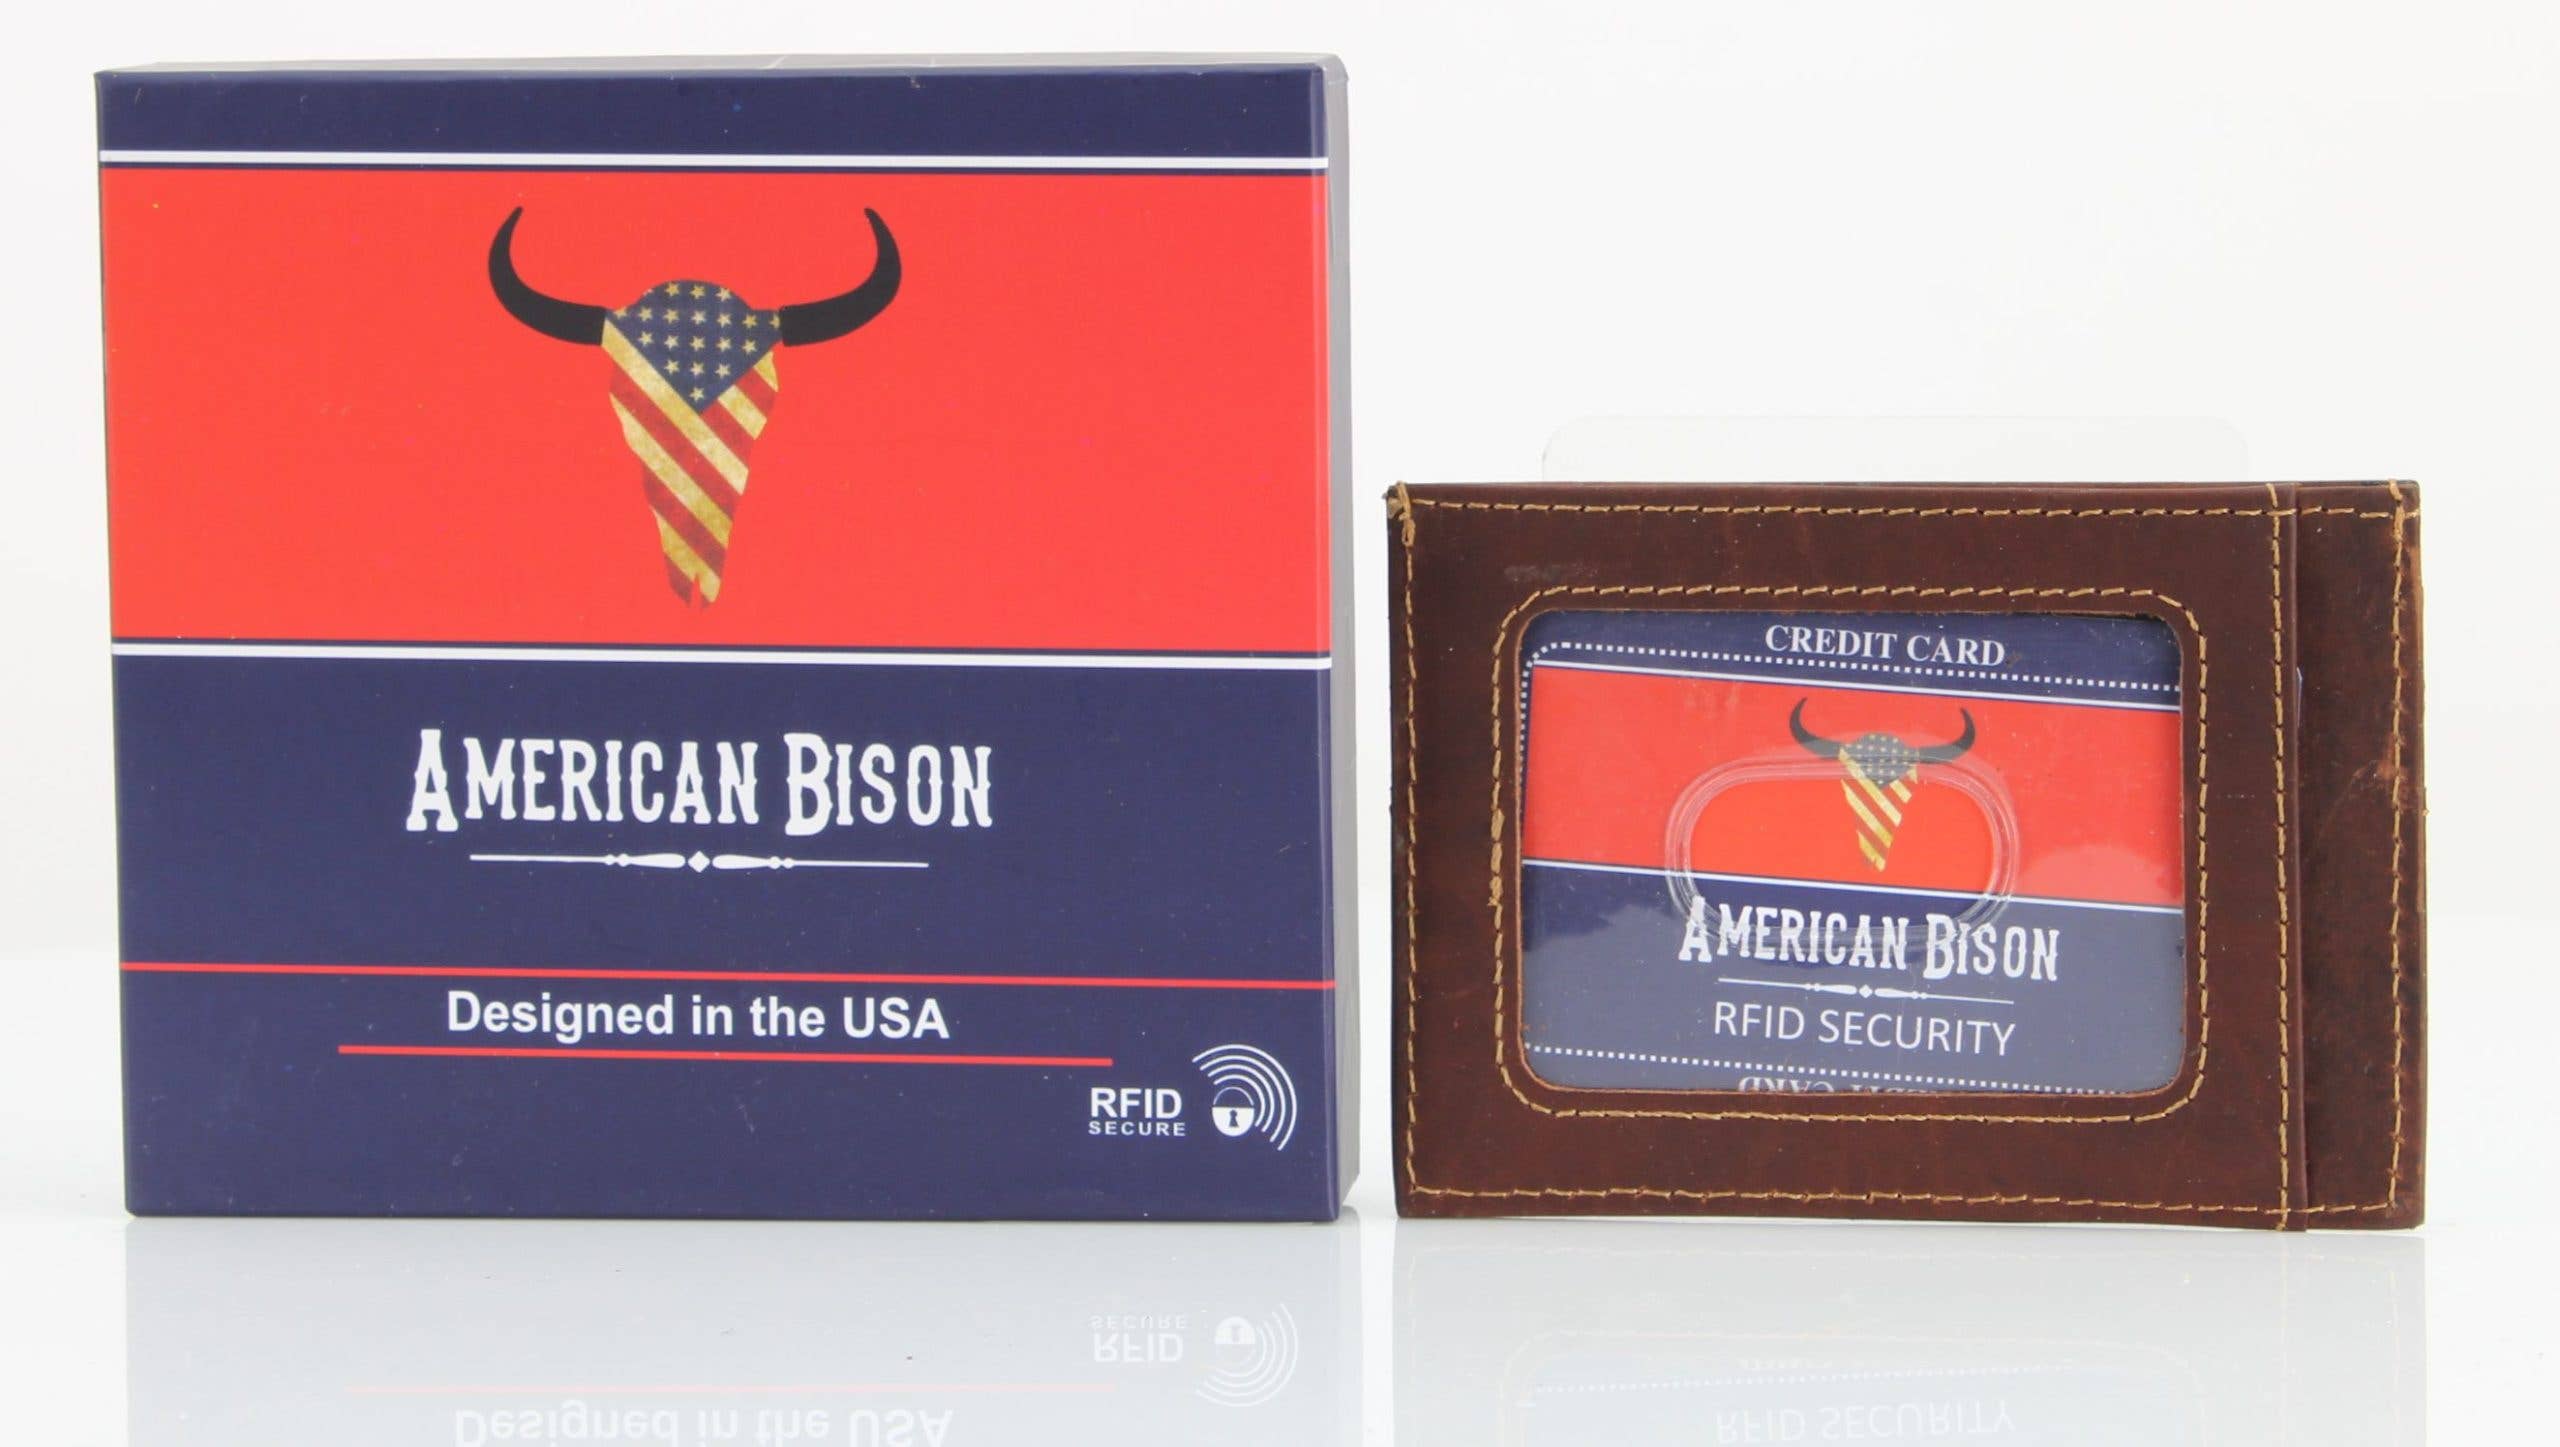 AMERICAN BISON
Designed in the USA
RFID
SECURE
CREDIT CARD
AMERICAN BISON
RFID SECURITY